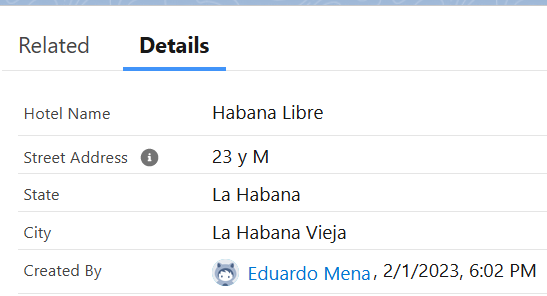 Related Details
Hotel Name Habana Libre
Street Address 23 y M
State La Habana
City La Habana Vieja
Created By Eduardo Mena, 2/1/2023, 6:02 PM